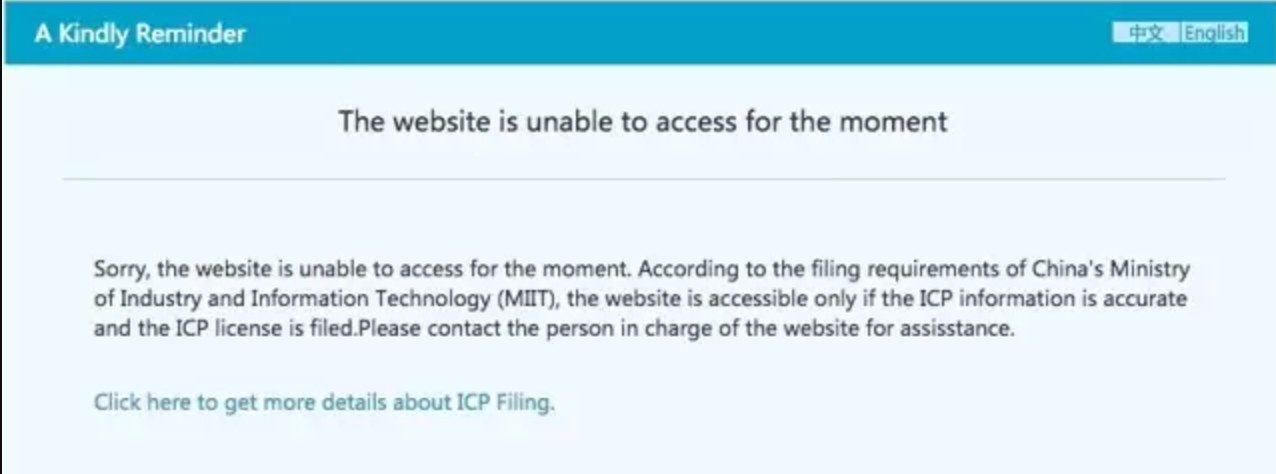 A Kindly Reminder
中文 English
The website is unable to access for the moment
Sorry, the website is unable to access for the moment. According to the filing requirements of China's Ministry
of Industry and Information Technology (MIIT), the website is accessible only if the ICP information is accurate
and the ICP license is filed.Please contact the person in charge of the website for assisstance.
Click here to get more details about ICP Filing.